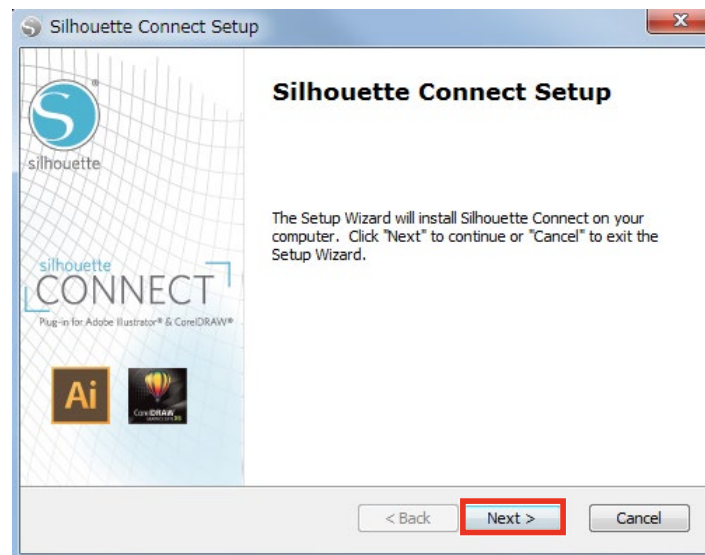 Silhouette Connect Setup
X
S
®
silhouette
silhouette
CONNECT
Plug-in for Adobe Illustrator® & CorelDRAW®
Ai
CorelDRAW
Silhouette Connect Setup
The Setup Wizard will install Silhouette Connect on your
computer. Click "Next" to continue or "Cancel" to exit the
Setup Wizard.
< Back
Next >
Cancel